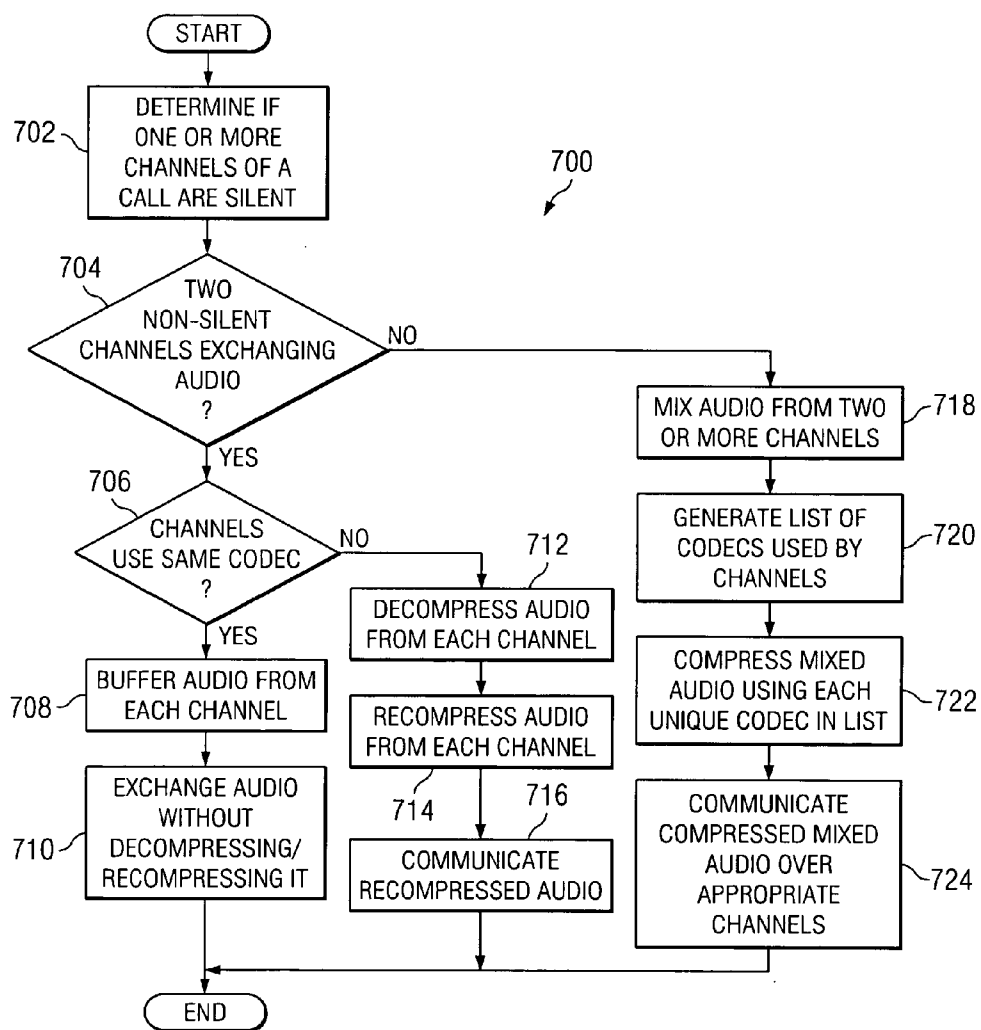 START
702
DETERMINE IF
ONE OR MORE
CHANNELS OF A
CALL ARE SILENT
700
704
TWO
NON-SILENT
CHANNELS EXCHANGING
AUDIO
?
NO
YES
706
CHANNELS
USE SAME CODEC
?
NO
YES
708
BUFFER AUDIO FROM
EACH CHANNEL
710
EXCHANGE AUDIO
WITHOUT
DECOMPRESSING/
RECOMPRESSING IT
712
DECOMPRESS AUDIO
FROM EACH CHANNEL
RECOMPRESS AUDIO
FROM EACH CHANNEL
714
716
COMMUNICATE
RECOMPRESSED AUDIO
MIX AUDIO FROM TWO
OR MORE CHANNELS
718
GENERATE LIST OF
CODECS USED BY
CHANNELS
720
COMPRESS MIXED
AUDIO USING EACH
UNIQUE CODEC IN LIST
722
COMMUNICATE
COMPRESSED MIXED
AUDIO OVER
APPROPRIATE
CHANNELS
724
END